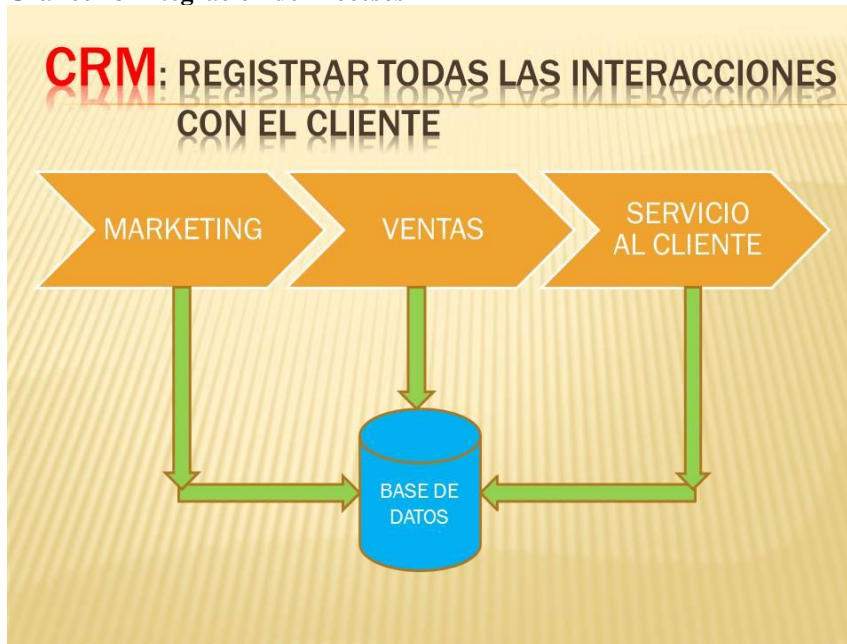 CRM: REGISTRAR TODAS LAS INTERACCIONES
CON EL CLIENTE
MARKETING
VENTAS
SERVICIO
AL CLIENTE
BASE DE
DATOS